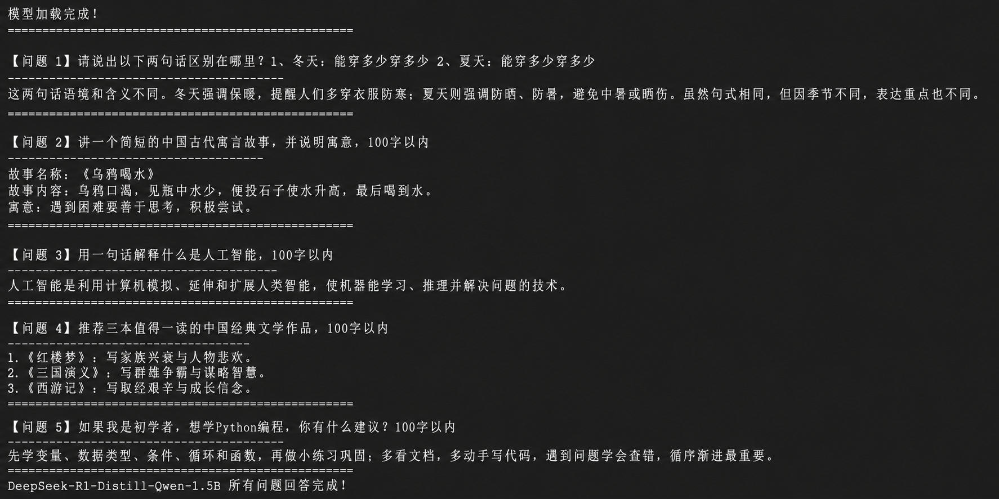 模型加载完成！
==================================================
【问题 1】请说出以下两句话区别在哪里？1、冬天：能穿多少穿多少 2、夏天：能穿多少穿多少
----------------------------------------
这两句话语境和含义不同。冬天强调保暖，提醒人们多穿衣服防寒；夏天则强调防晒、防暑，避免中暑或晒伤。虽然句式相同，但因季节不同，表达重点也不同。
==================================================
【问题 2】讲一个简短的中国古代寓言故事，并说明寓意，100字以内
-------------------------------------
故事名称：《乌鸦喝水》
故事内容：乌鸦口渴，见瓶中水少，便投石子使水升高，最后喝到水。
寓意：遇到困难要善于思考，积极尝试。
==================================================
【问题 3】用一句话解释什么是人工智能，100字以内
---------------------------------------
人工智能是利用计算机模拟、延伸和扩展人类智能，使机器能学习、推理并解决问题的技术。
==================================================
【问题 4】推荐三本值得一读的中国经典文学作品，100字以内
-----------------------------------
1.《红楼梦》：写家族兴衰与人物悲欢。
2.《三国演义》：写群雄争霸与谋略智慧。
3.《西游记》：写取经艰辛与成长信念。
==================================================
【问题 5】如果我是初学者，想学Python编程，你有什么建议？100字以内
----------------------------------------
先学变量、数据类型、条件、循环和函数，再做小练习巩固；多看文档，多动手写代码，遇到问题学会查错，循序渐进最重要。
==================================================
DeepSeek-R1-Distill-Qwen-1.5B 所有问题回答完成！